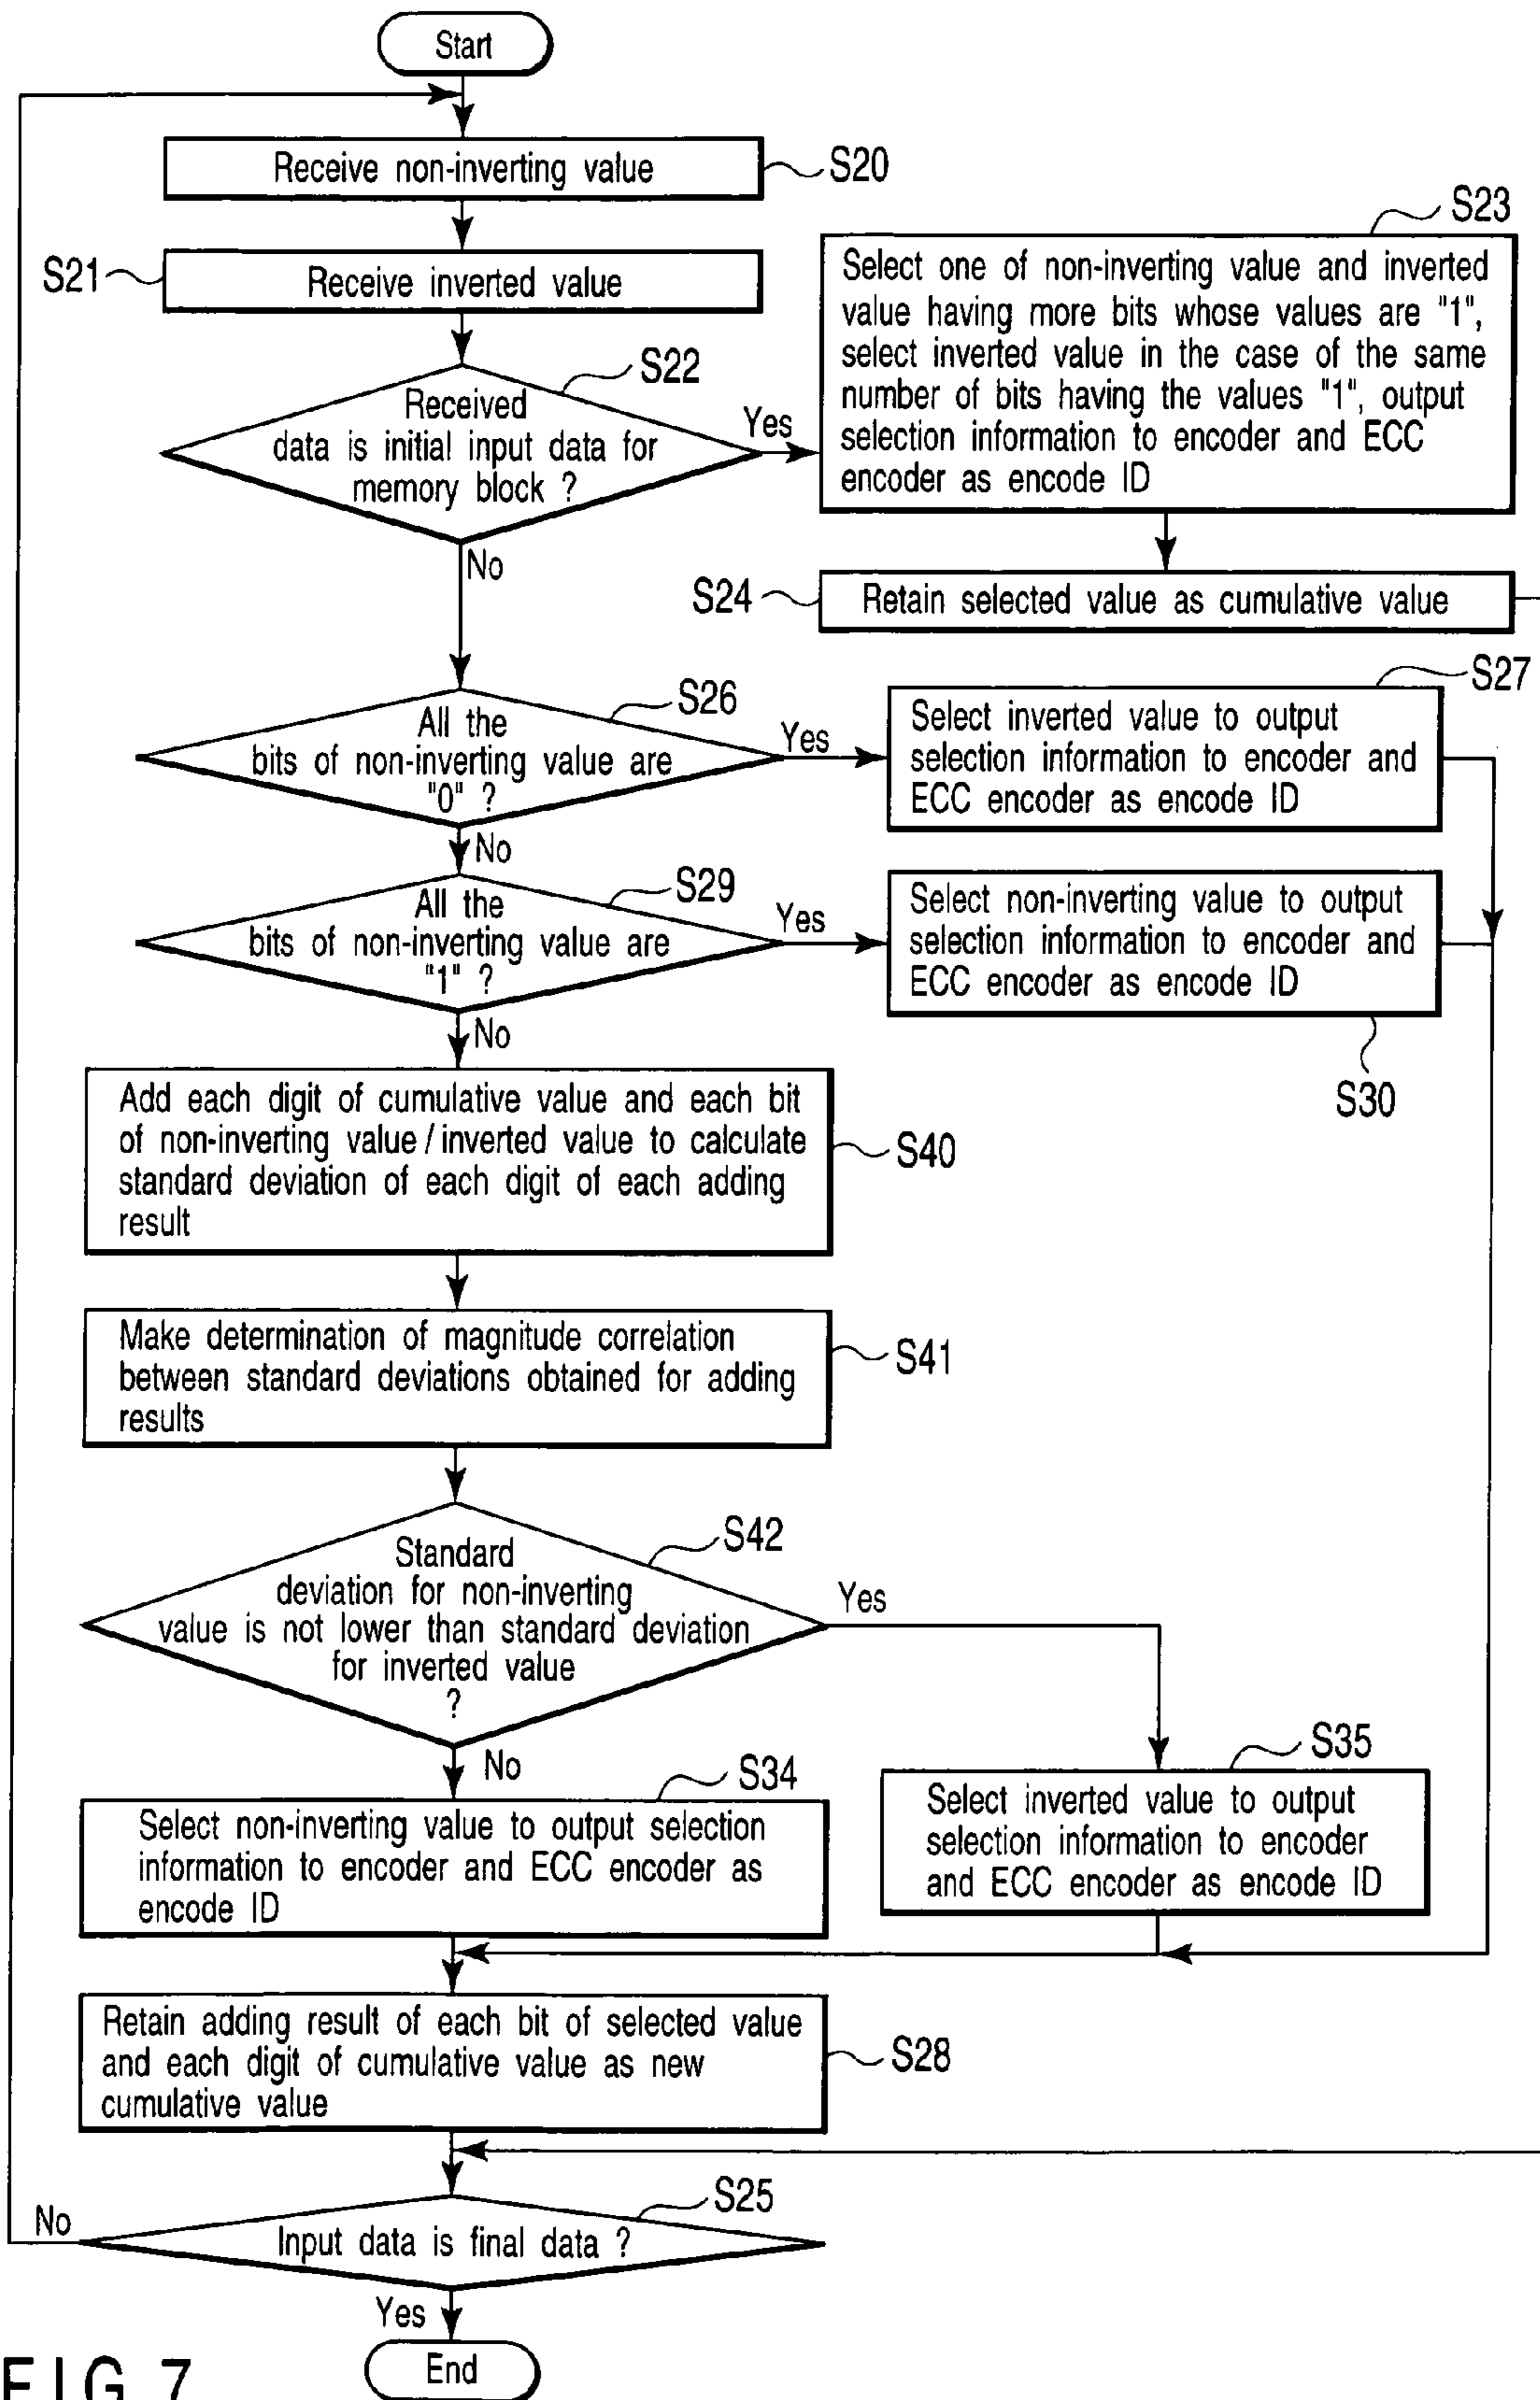 Start
Receive non-inverting value
S20
S21
Receive inverted value
S22
Received
data is initial input data for
memory block ?
Yes
No
S23
Select one of non-inverting value and inverted
value having more bits whose values are "1",
select inverted value in the case of the same
number of bits having the values "1", output
selection information to encoder and ECC
encoder as encode ID
S24
Retain selected value as cumulative value
S26
All the
bits of non-inverting value are
"0" ?
Yes
No
S27
Select inverted value to output
selection information to encoder and
ECC encoder as encode ID
S29
All the
bits of non-inverting value are
"1" ?
Yes
No
Select non-inverting value to output
selection information to encoder and
ECC encoder as encode ID
S30
Add each digit of cumulative value and each bit
of non-inverting value / inverted value to calculate
standard deviation of each digit of each adding
result
S40
Make determination of magnitude correlation
between standard deviations obtained for adding
results
S41
S42
Standard
deviation for non-inverting
value is not lower than standard deviation
for inverted value
?
Yes
No
S34
Select non-inverting value to output selection
information to encoder and ECC encoder as
encode ID
S35
Select inverted value to output
selection information to encoder
and ECC encoder as encode ID
Retain adding result of each bit of selected value
and each digit of cumulative value as new
cumulative value
S28
S25
No
Input data is final data ?
Yes
End
FIG. 7